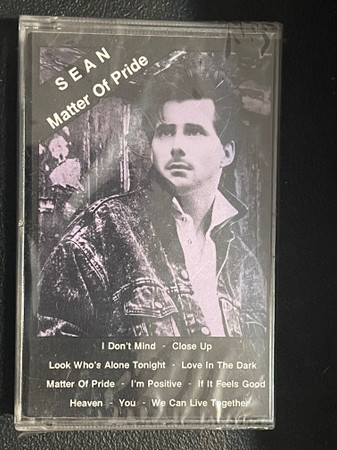 SEAN
Matter Of Pride
I Don't Mind - Close Up
Look Who's Alone Tonight - Love In The Dark
Matter Of Pride - I'm Positive - If It Feels Good
Heaven - You - We Can Live Together